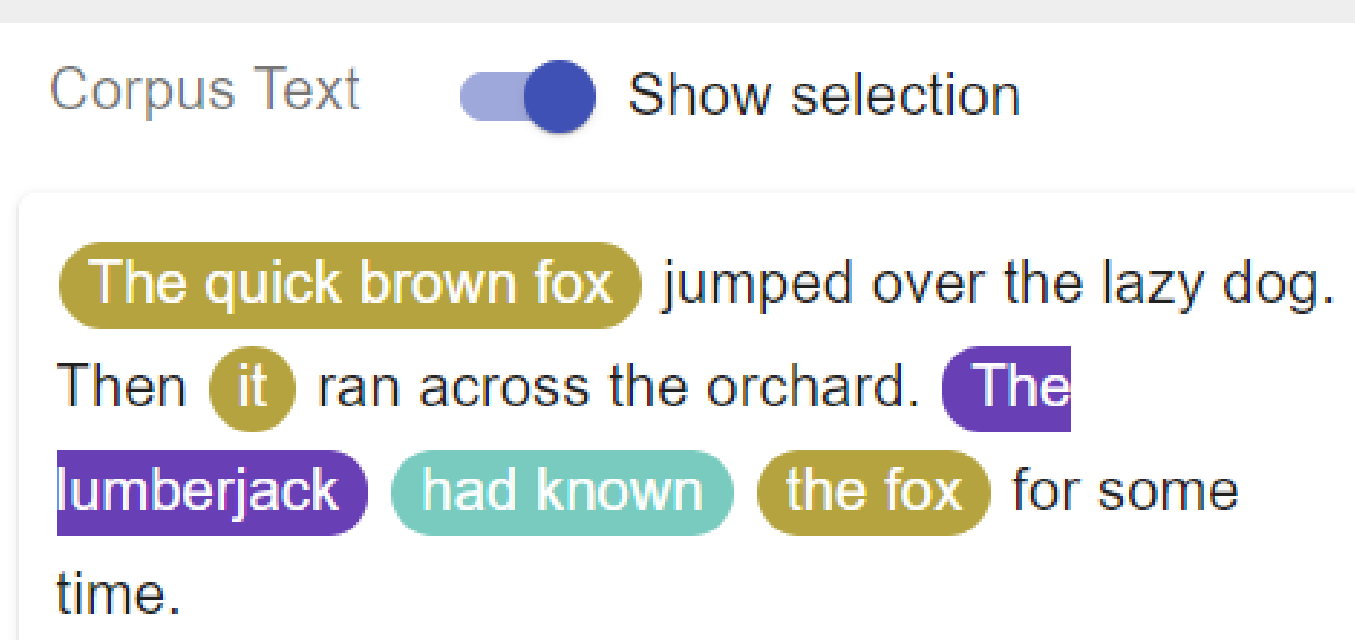 Corpus Text Show selection
The quick brown fox jumped over the lazy dog.
Then it ran across the orchard. The
lumberjack had known the fox for some
time.